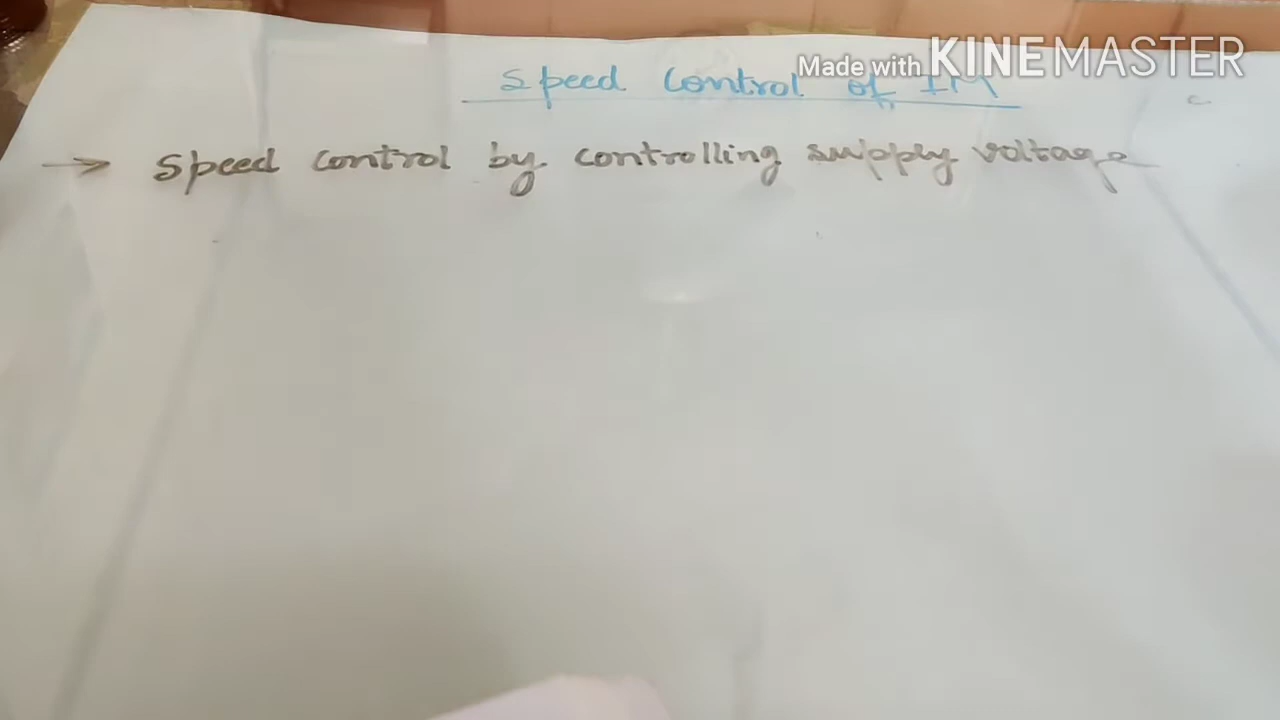 Made with KINEMASTER
Speed control of IM
→ Speed control by controlling supply voltage